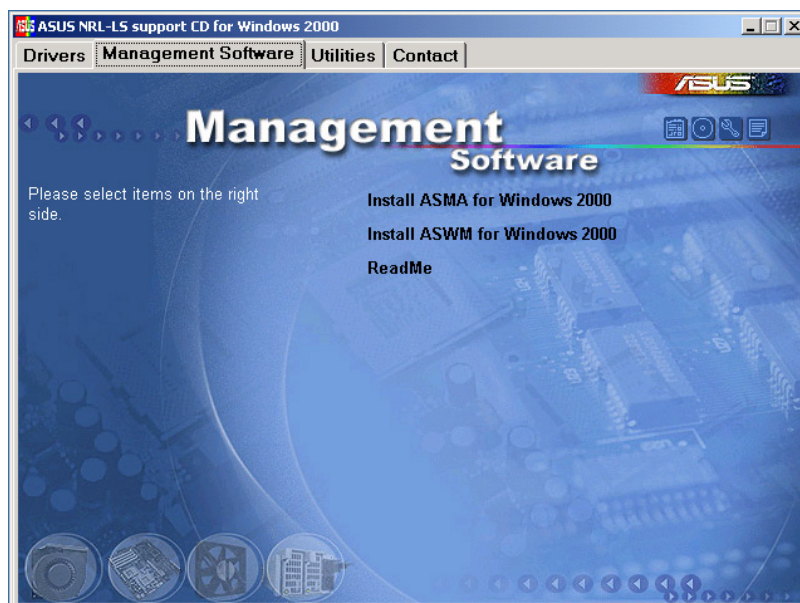 ASUS NRL-LS support CD for Windows 2000
Drivers Management Software Utilities Contact
ASUS
Management
Software
Please select items on the right
side.
Install ASMA for Windows 2000
Install ASWM for Windows 2000
ReadMe